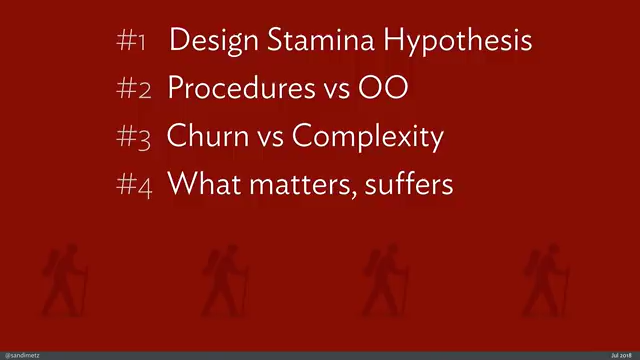 #1 Design Stamina Hypothesis
#2 Procedures vs OO
#3 Churn vs Complexity
#4 What matters, suffers
@sandimetz
Jul 2018